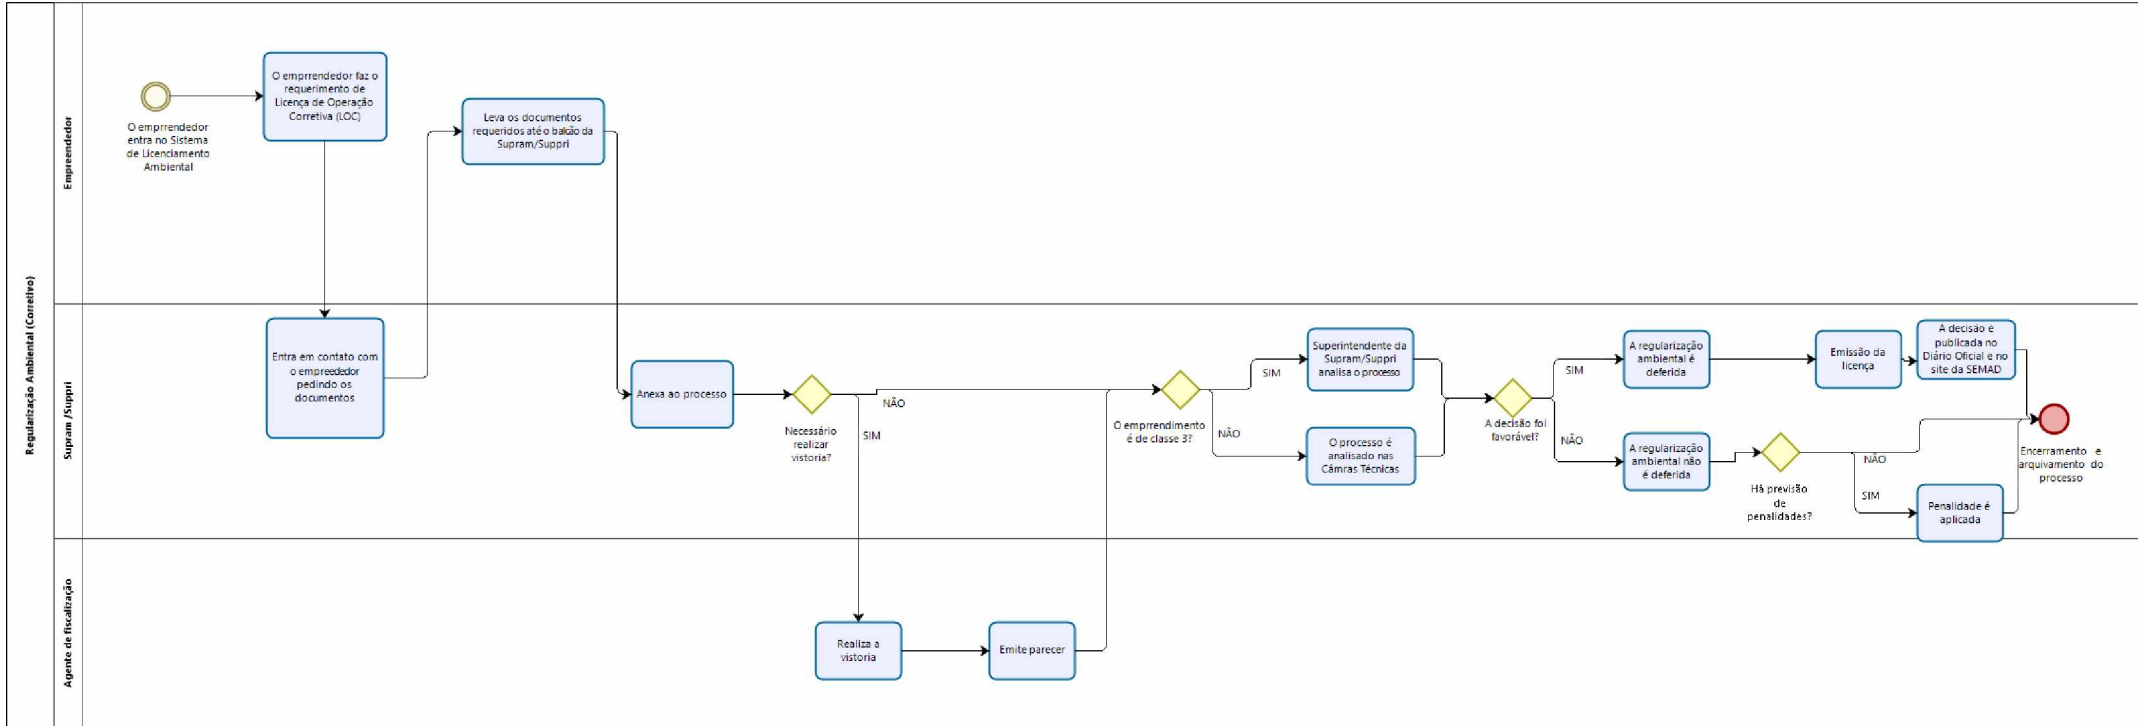 Regularização Ambiental (Corretivo)
Empreendedor
O emprrendedor
entra no Sistema
de Licenciamento
Ambiental
O emprrendedor faz o
requerimento de
Licença de Operação
Corretiva (LOC)
Leva os documentos
requeridos até o balcão da
Supram/Suppri
Supram /Suppri
Entra em contato com
o empreededor
pedindo os
documentos
Anexa ao processo
Necessário
realizar
vistoria?
NÃO
SIM
O emprrendimento
é de classe 3?
SIM
NÃO
Superintendente da
Supram/Suppri
analisa o processo
O processo é
analisado nas
Câmras Técnicas
A decisão foi
favorável?
SIM
NÃO
A regularização
ambiental é
deferida
Emissão da
licença
A decisão é
publicada no
Diário Oficial e no
site da SEMAD
A regularização
ambiental não
é deferida
Há previsão
de
penalidades?
NÃO
SIM
Penalidade é
aplicada
Encerramento e
arquivamento do
processo
Agente de fiscalização
Realiza a
vistoria
Emite parecer